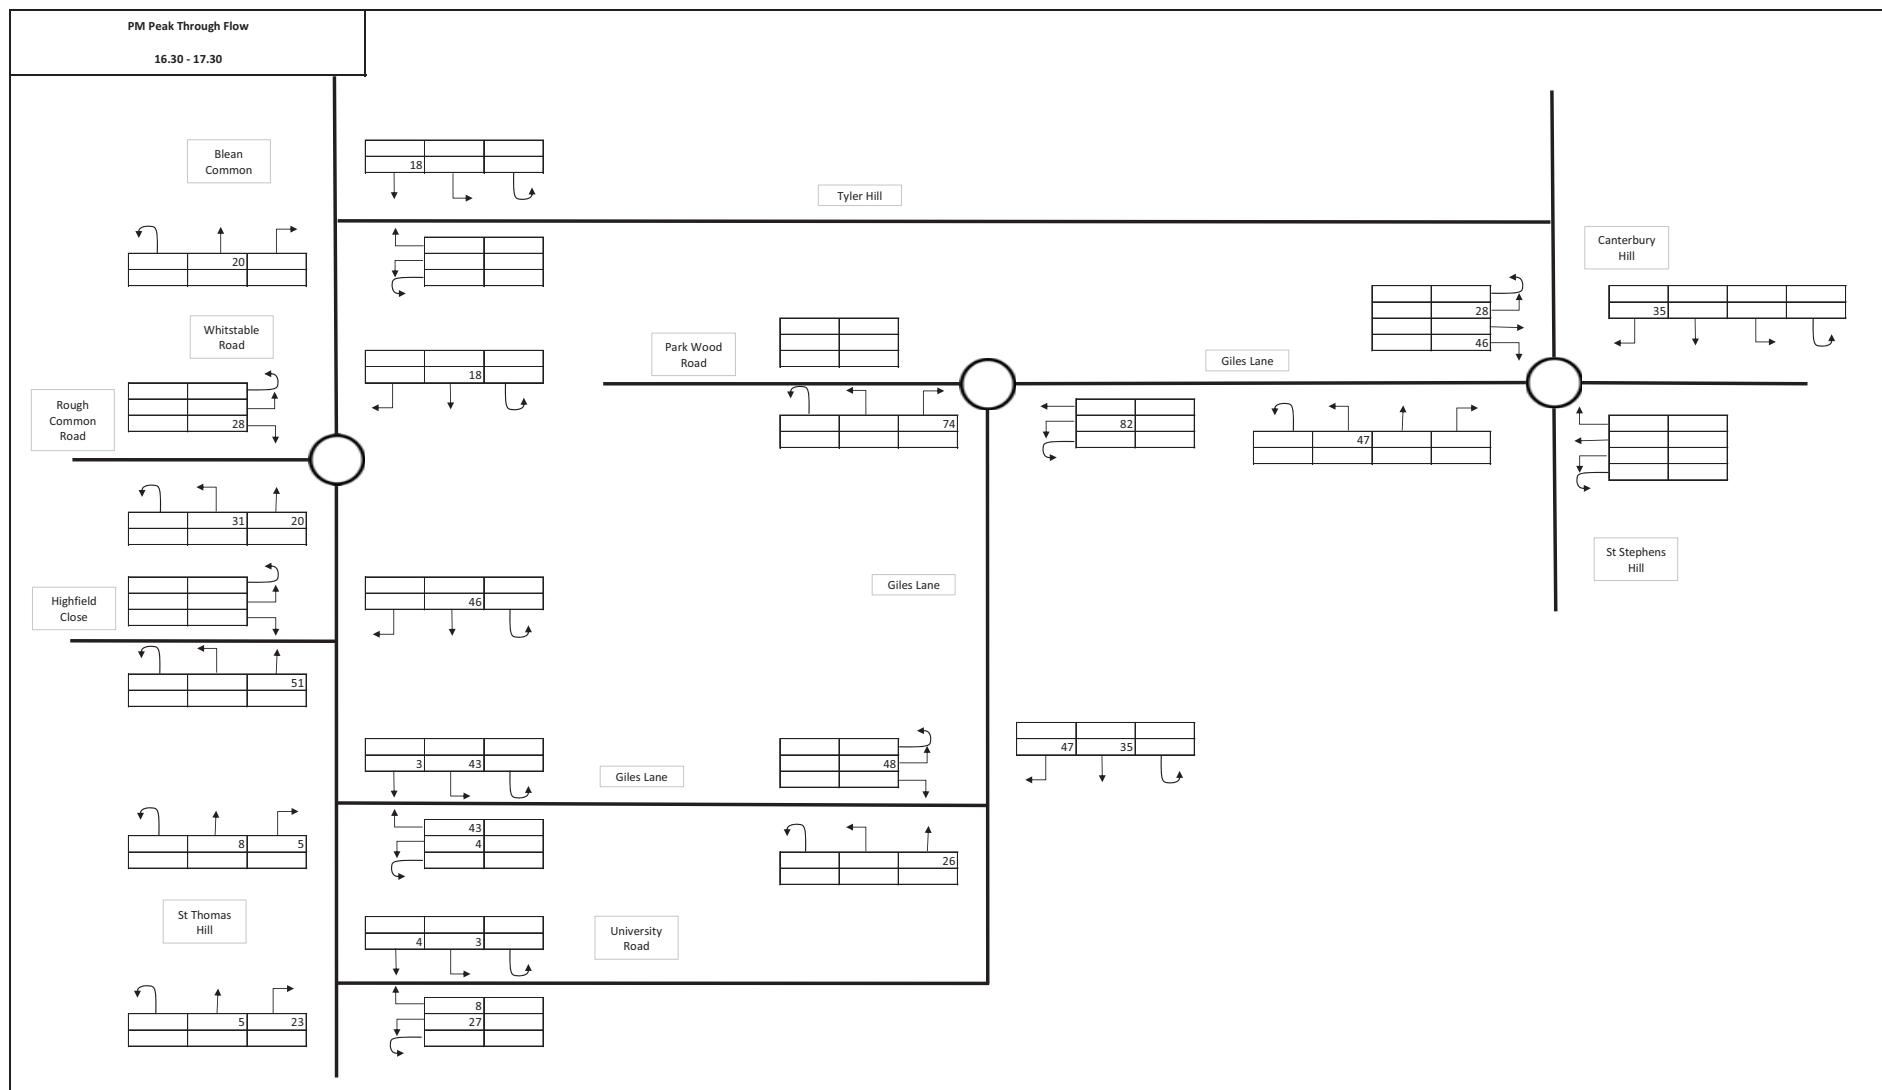 PM Peak Through Flow
16.30 - 17.30
Blean
Common
18
Tyler Hill
20
Canterbury
Hill
28
35
46
Whitstable
Road
18
Park Wood
Road
Giles Lane
Rough
Common
Road
28
74
82
47
31 20
St Stephens
Hill
Highfield
Close
46
Giles Lane
51
3 43
Giles Lane
48
47 35
8 5
43
4
26
St Thomas
Hill
4 3
University
Road
5 23
8
27